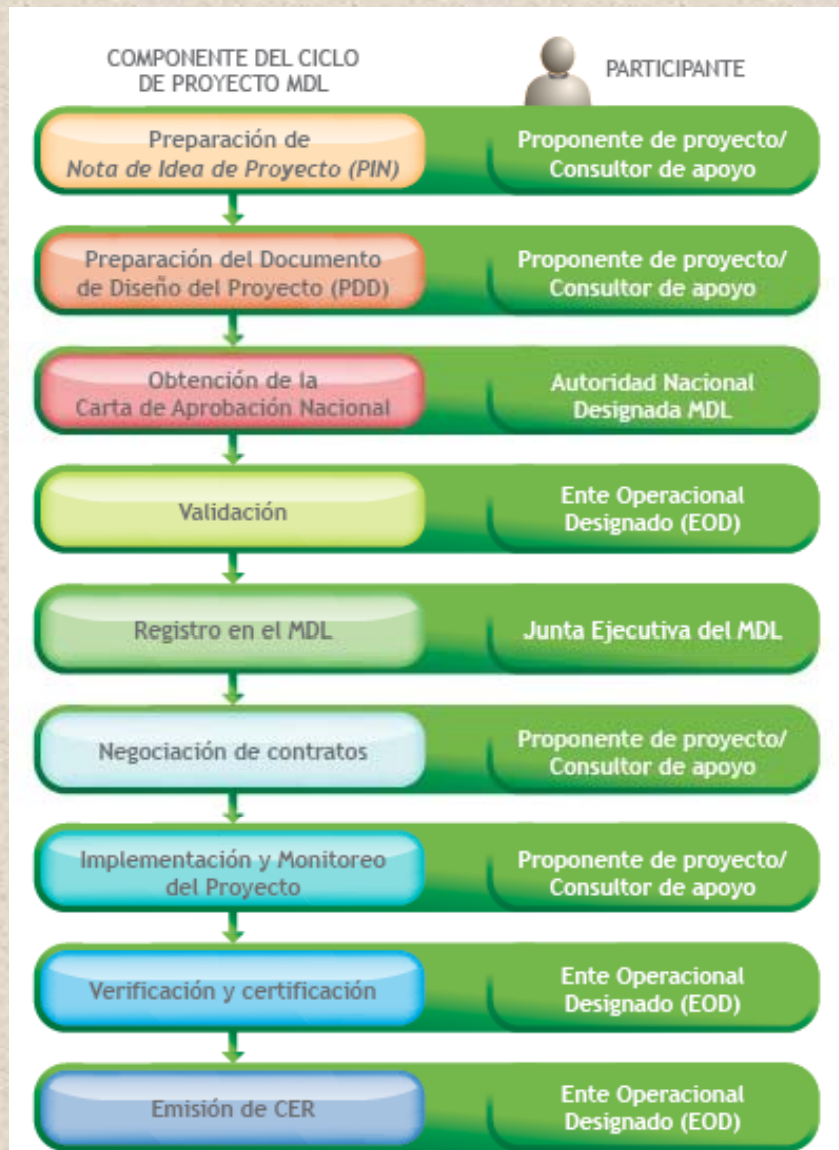 COMPONENTE DEL CICLO
DE PROYECTO MDL
PARTICIPANTE
Preparación de
Nota de Idea de Proyecto (PIN)
Proponente de proyecto/
Consultor de apoyo
Preparación del Documento
de Diseño del Proyecto (PDD)
Proponente de proyecto/
Consultor de apoyo
Obtención de la
Carta de Aprobación Nacional
Autoridad Nacional
Designada MDL
Validación
Ente Operacional
Designado (EOD)
Registro en el MDL
Junta Ejecutiva del MDL
Negociación de contratos
Proponente de proyecto/
Consultor de apoyo
Implementación y Monitoreo
del Proyecto
Proponente de proyecto/
Consultor de apoyo
Verificación y certificación
Ente Operacional
Designado (EOD)
Emisión de CER
Ente Operacional
Designado (EOD)